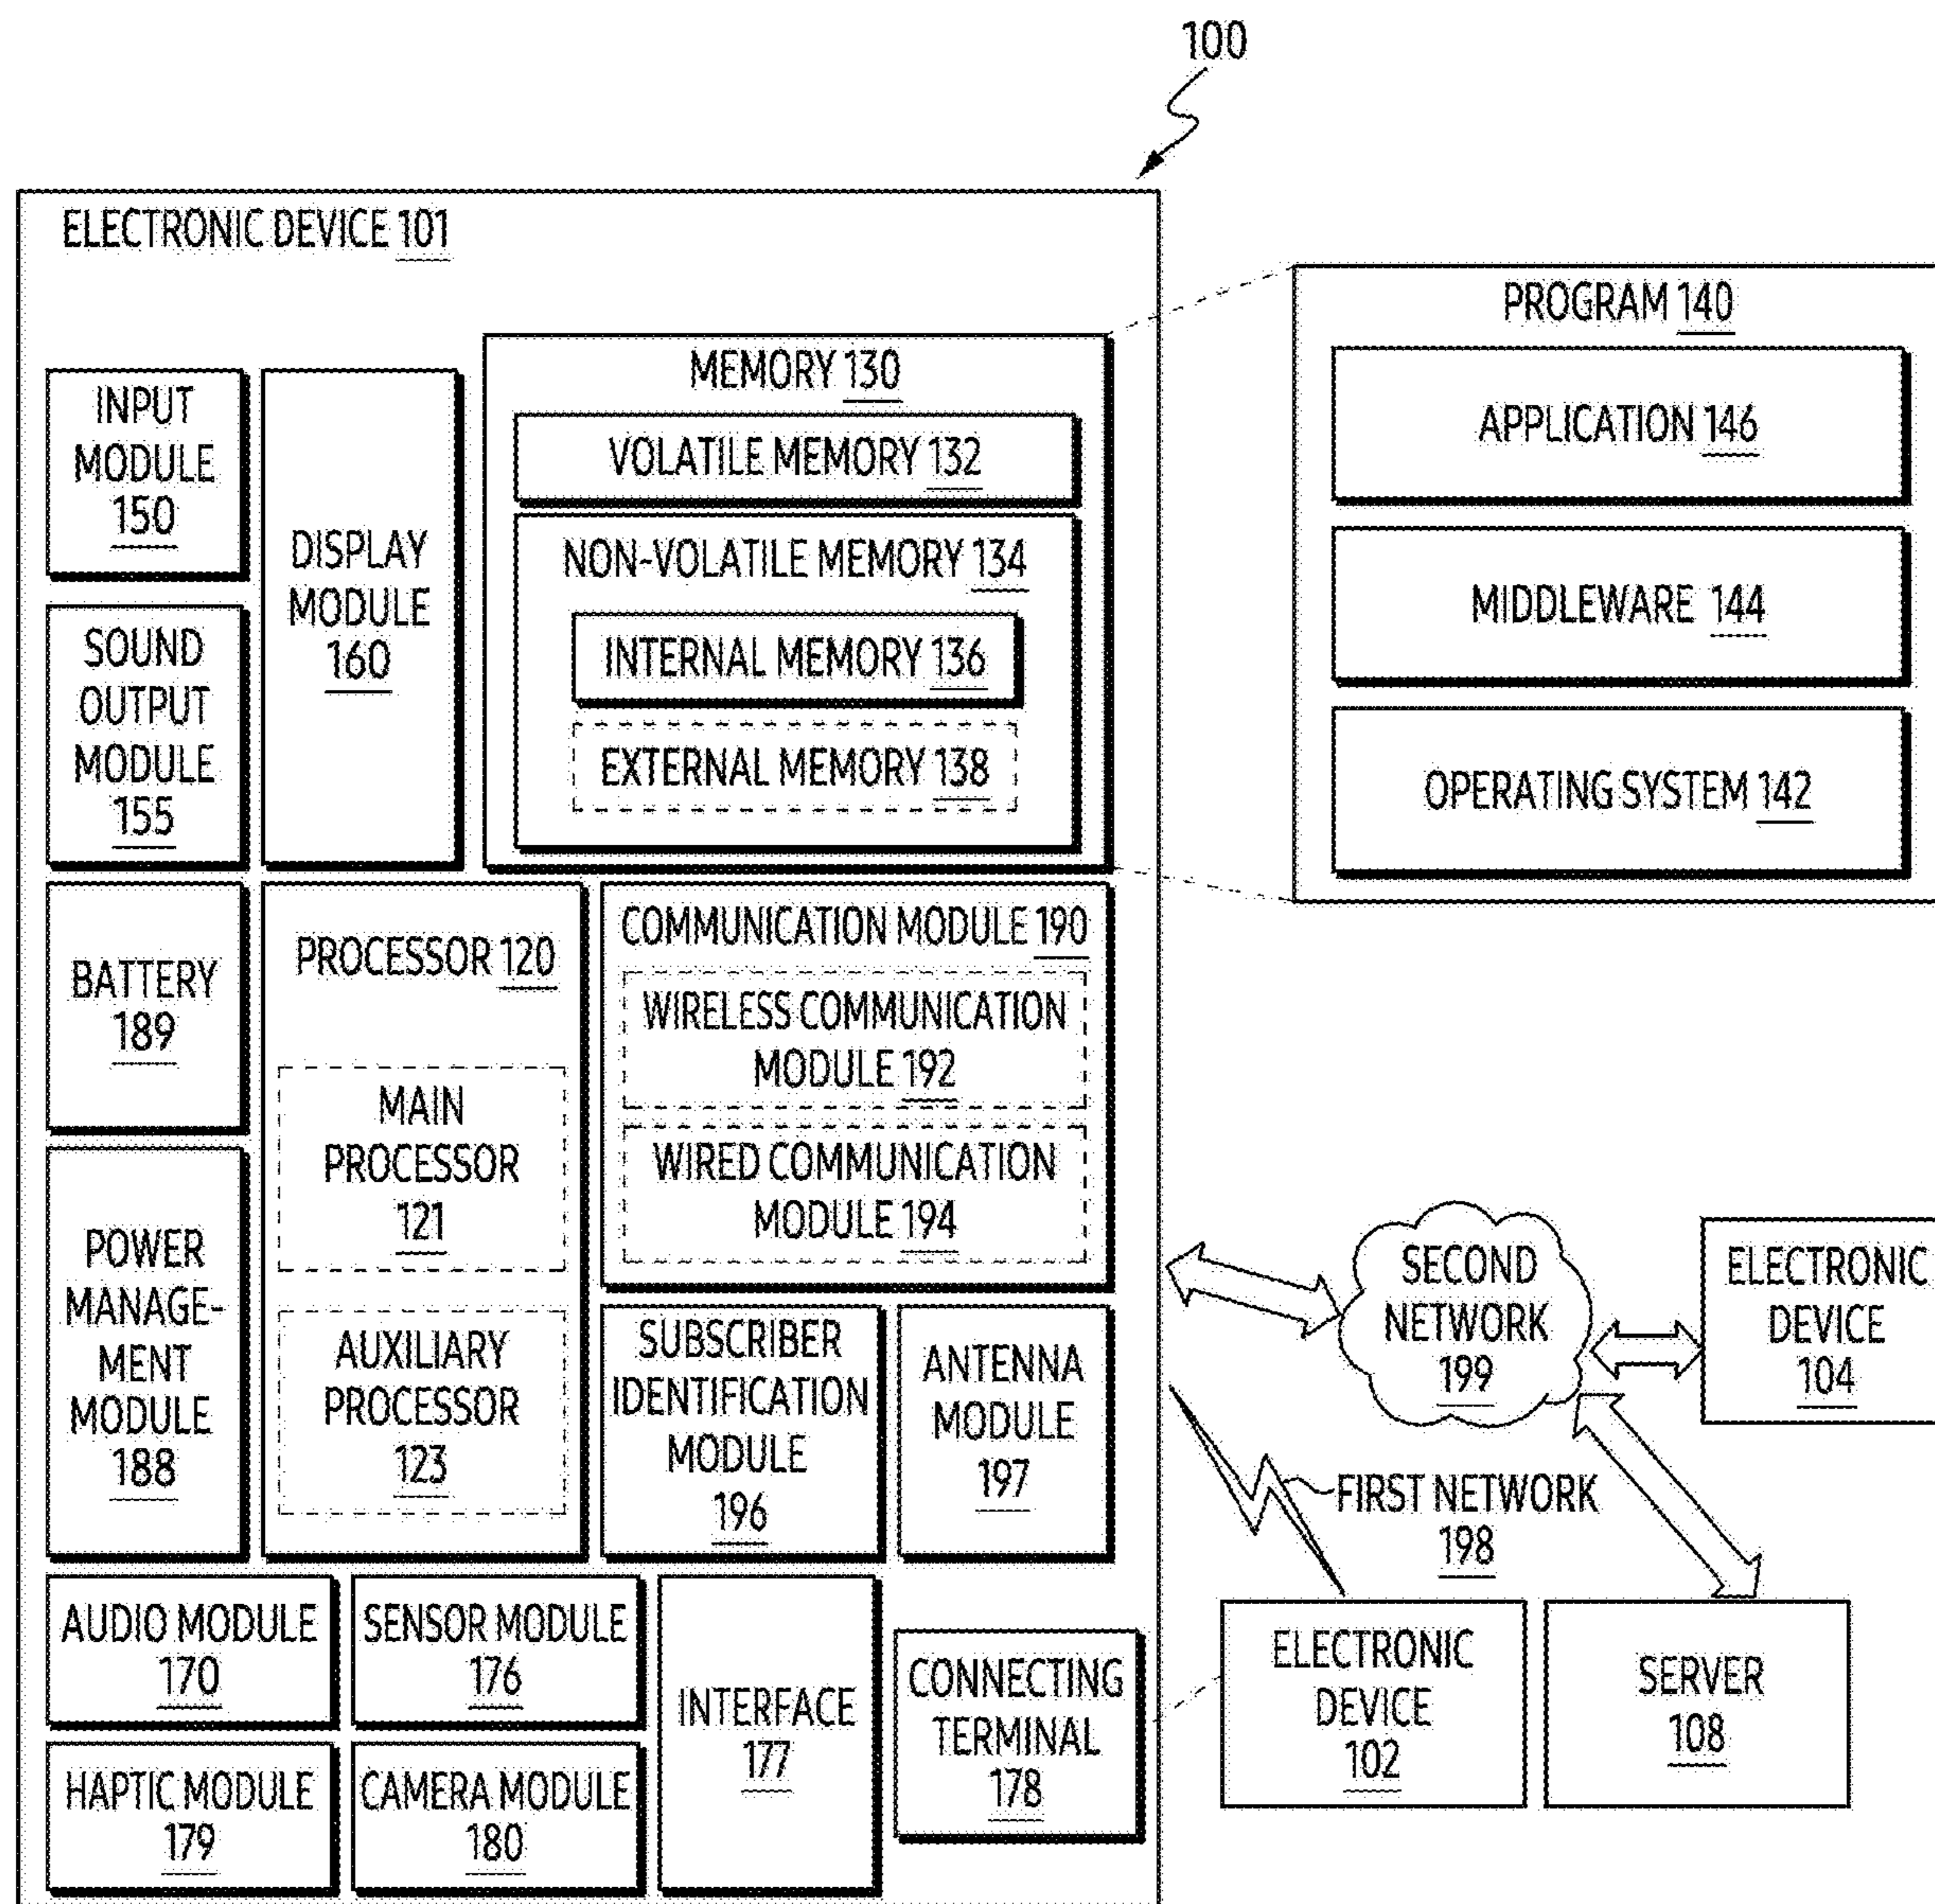 100
ELECTRONIC DEVICE 101
INPUT
MODULE
150
SOUND
OUTPUT
MODULE
155
DISPLAY
MODULE
160
MEMORY 130
VOLATILE MEMORY 132
NON-VOLATILE MEMORY 134
INTERNAL MEMORY 136
EXTERNAL MEMORY 138
PROGRAM 140
APPLICATION 146
MIDDLEWARE 144
OPERATING SYSTEM 142
BATTERY
189
POWER
MANAGE-
MENT
MODULE
188
PROCESSOR 120
MAIN
PROCESSOR
121
AUXILIARY
PROCESSOR
123
COMMUNICATION MODULE 190
WIRELESS COMMUNICATION
MODULE 192
WIRED COMMUNICATION
MODULE 194
SUBSCRIBER
IDENTIFICATION
MODULE
196
ANTENNA
MODULE
197
SECOND
NETWORK
199
ELECTRONIC
DEVICE
104
FIRST NETWORK
198
AUDIO MODULE
170
SENSOR MODULE
176
INTERFACE
177
CONNECTING
TERMINAL
178
HAPTIC MODULE
179
CAMERA MODULE
180
ELECTRONIC
DEVICE
102
SERVER
108